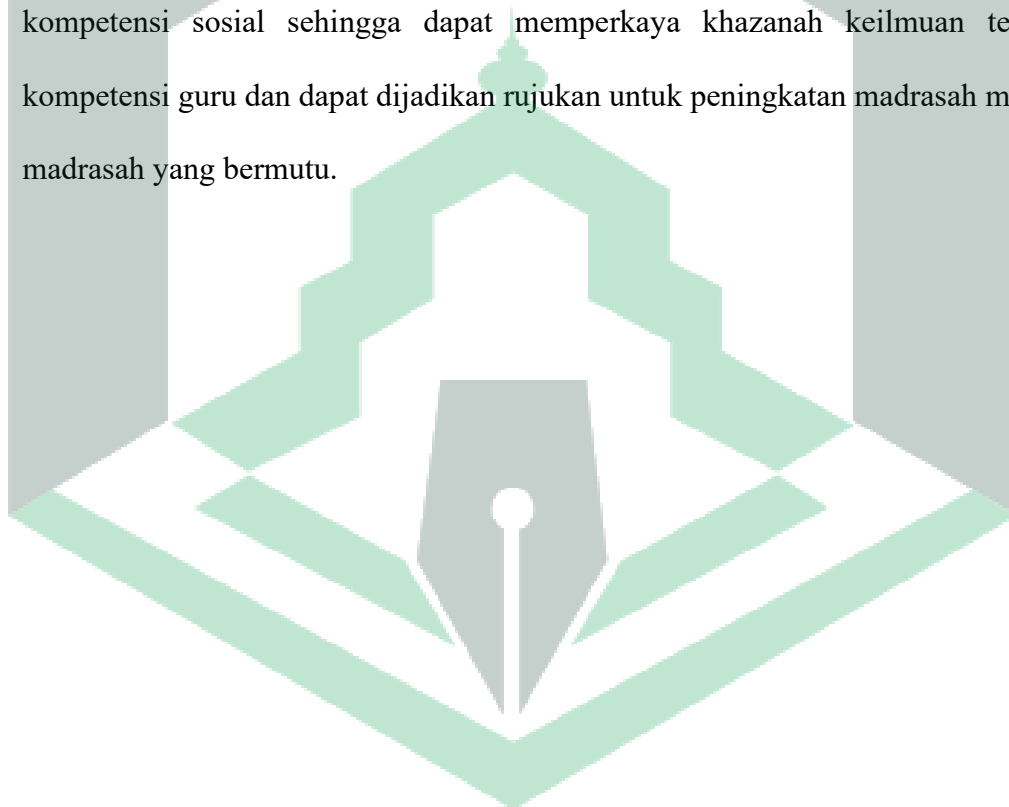 kompetensi sosial sehingga dapat memperkaya khazanah keilmuan
kompetensi guru dan dapat dijadikan rujukan untuk peningkatan madrasah
madrasah yang bermutu.